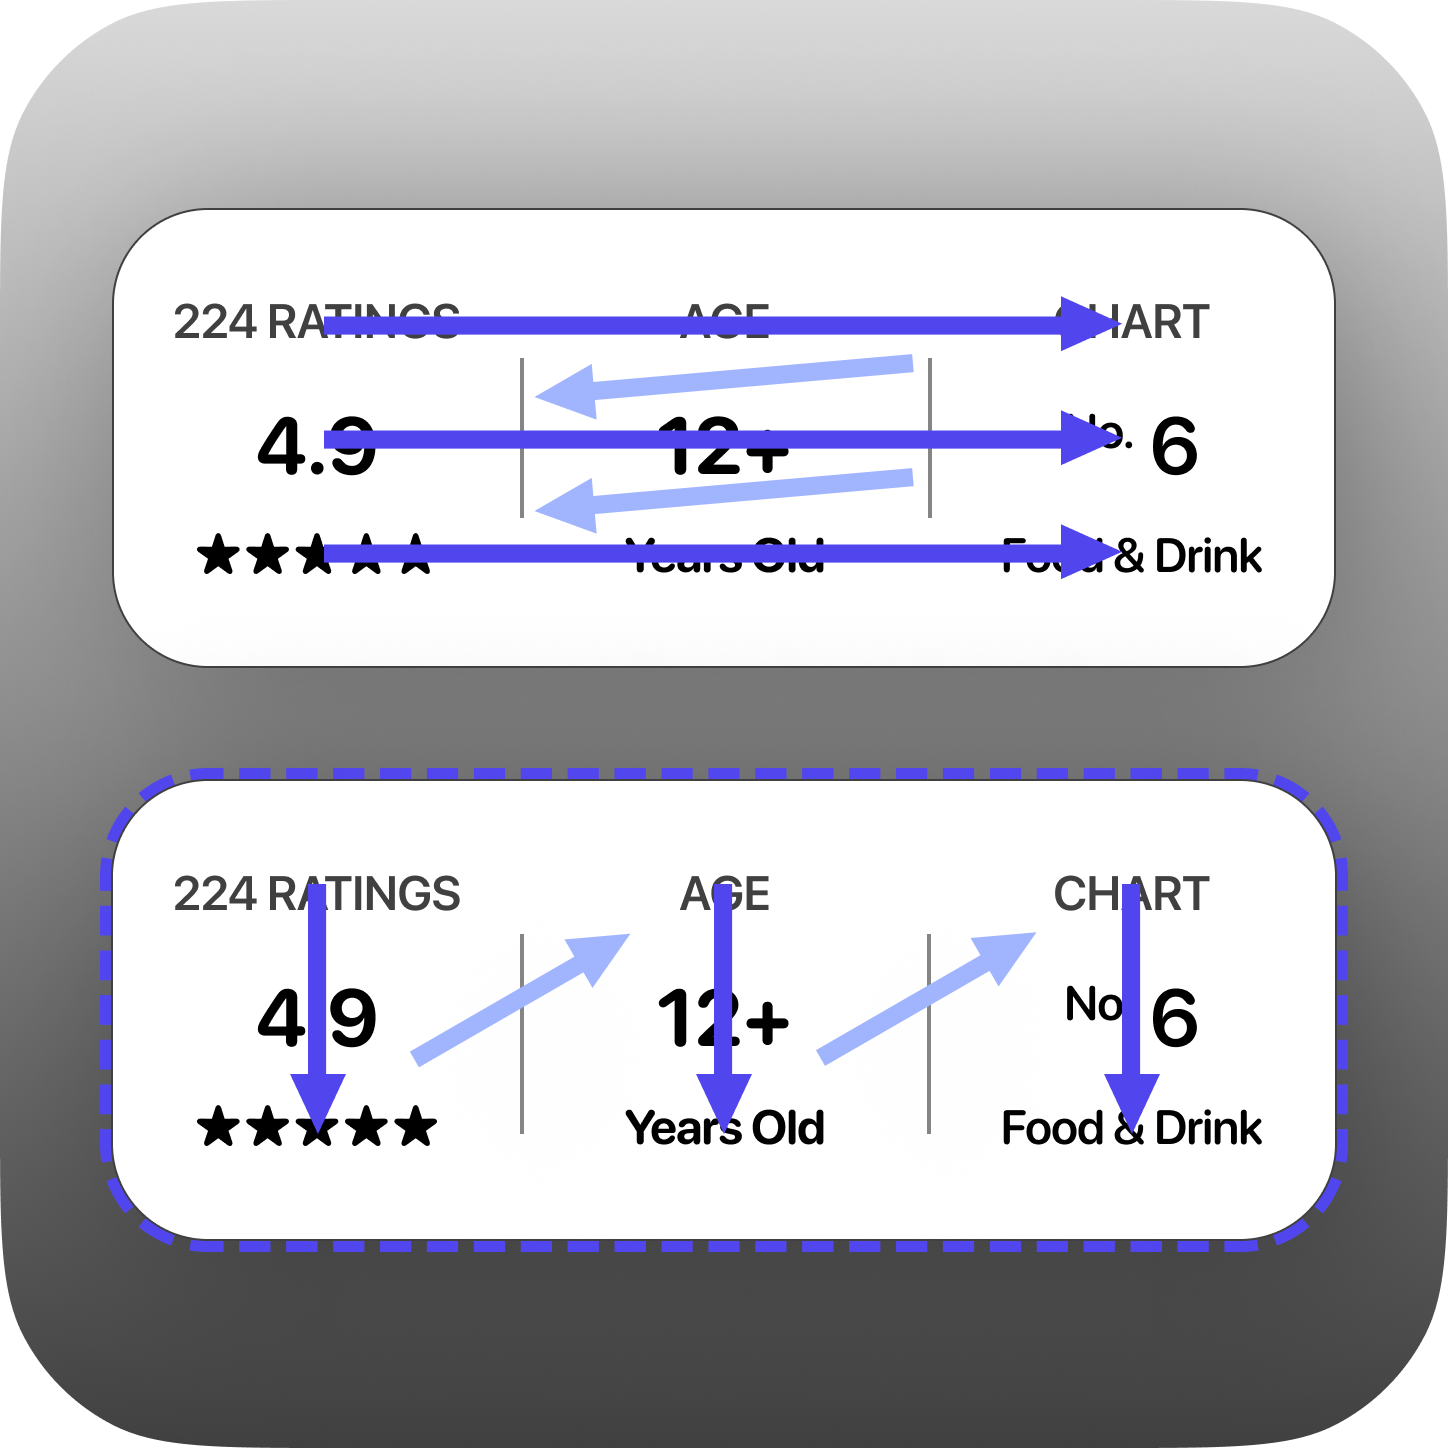 224 RATINGS
4.9
AGE
12+
Years Old
CHART
No. 6
Food & Drink
224 RATINGS
4.9
AGE
12+
Years Old
CHART
No. 6
Food & Drink